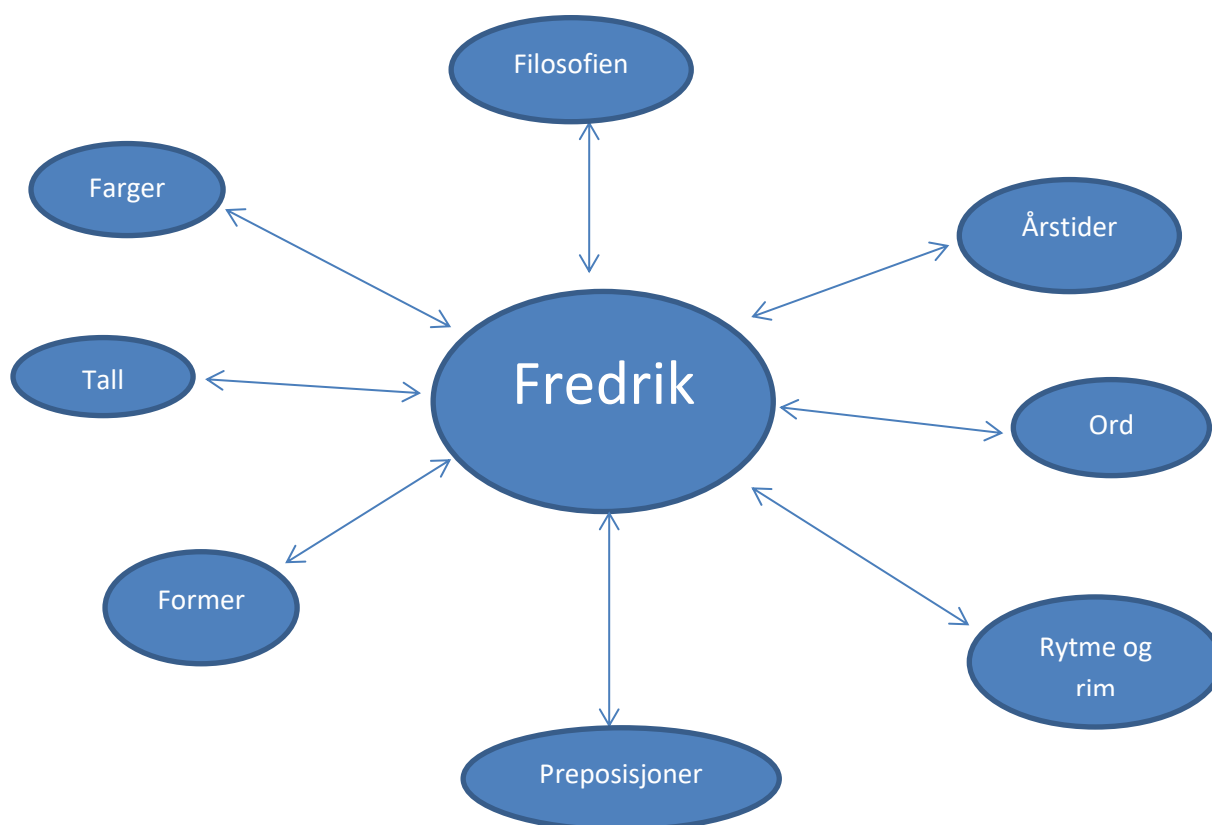 Filosofien
Farger
Årstider
Fredrik
Tall
Ord
Former
Rytme og
rim
Preposisjoner